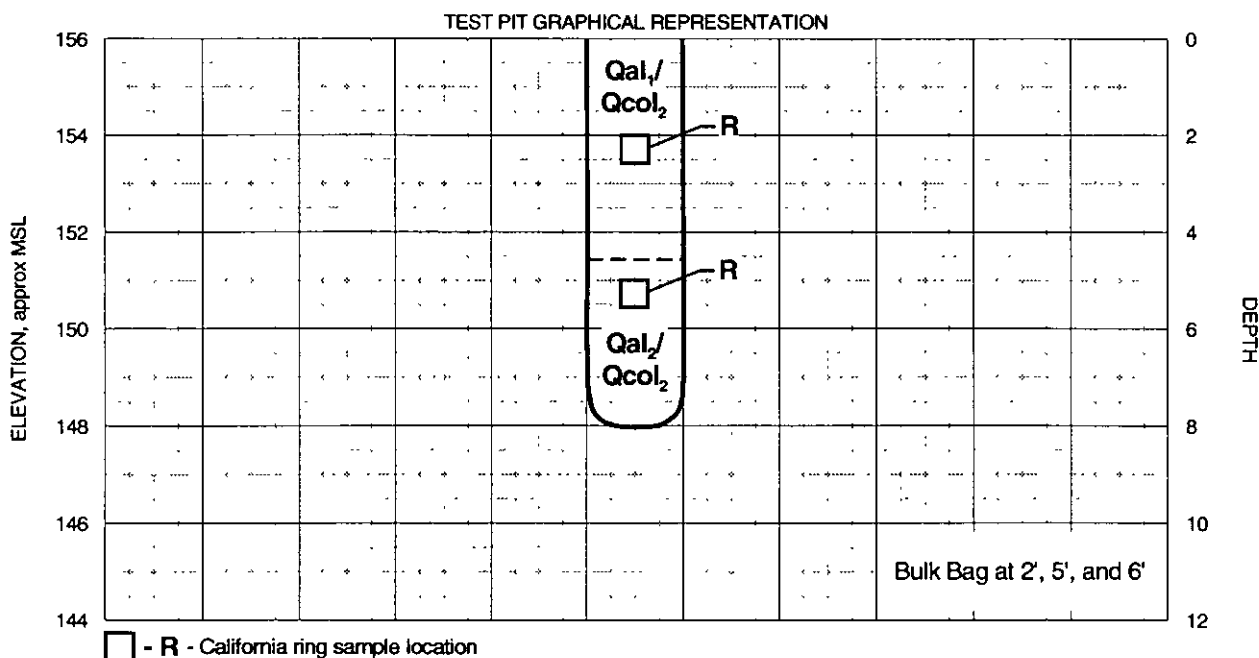 TEST PIT GRAPHICAL REPRESENTATION
ELEVATION, approx MSL
156
154
152
150
148
146
144
Qal₁/
Qcol₂
R
R
Qal₂/
Qcol₂
0
2
4
6
8
10
12
DEPTH
Bulk Bag at 2', 5', and 6'
- R - California ring sample location